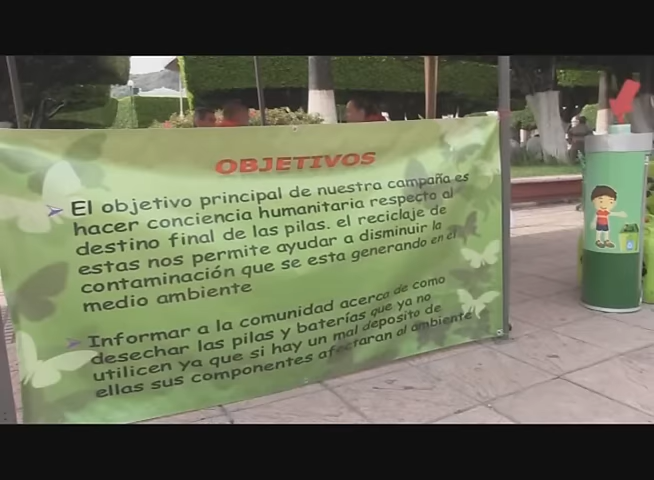 OBJETIVOS
El objetivo principal de nuestra campaña es
hacer conciencia humanitaria respecto al
destino final de las pilas. el reciclaje de
estas nos permite ayudar a disminuir la
contaminación que se esta generando en el
medio ambiente
Informar a la comunidad acerca de como
desechar las pilas y baterías que ya no
utilicen ya que si hay un mal deposito de
ellas sus componentes afectaran al ambiente